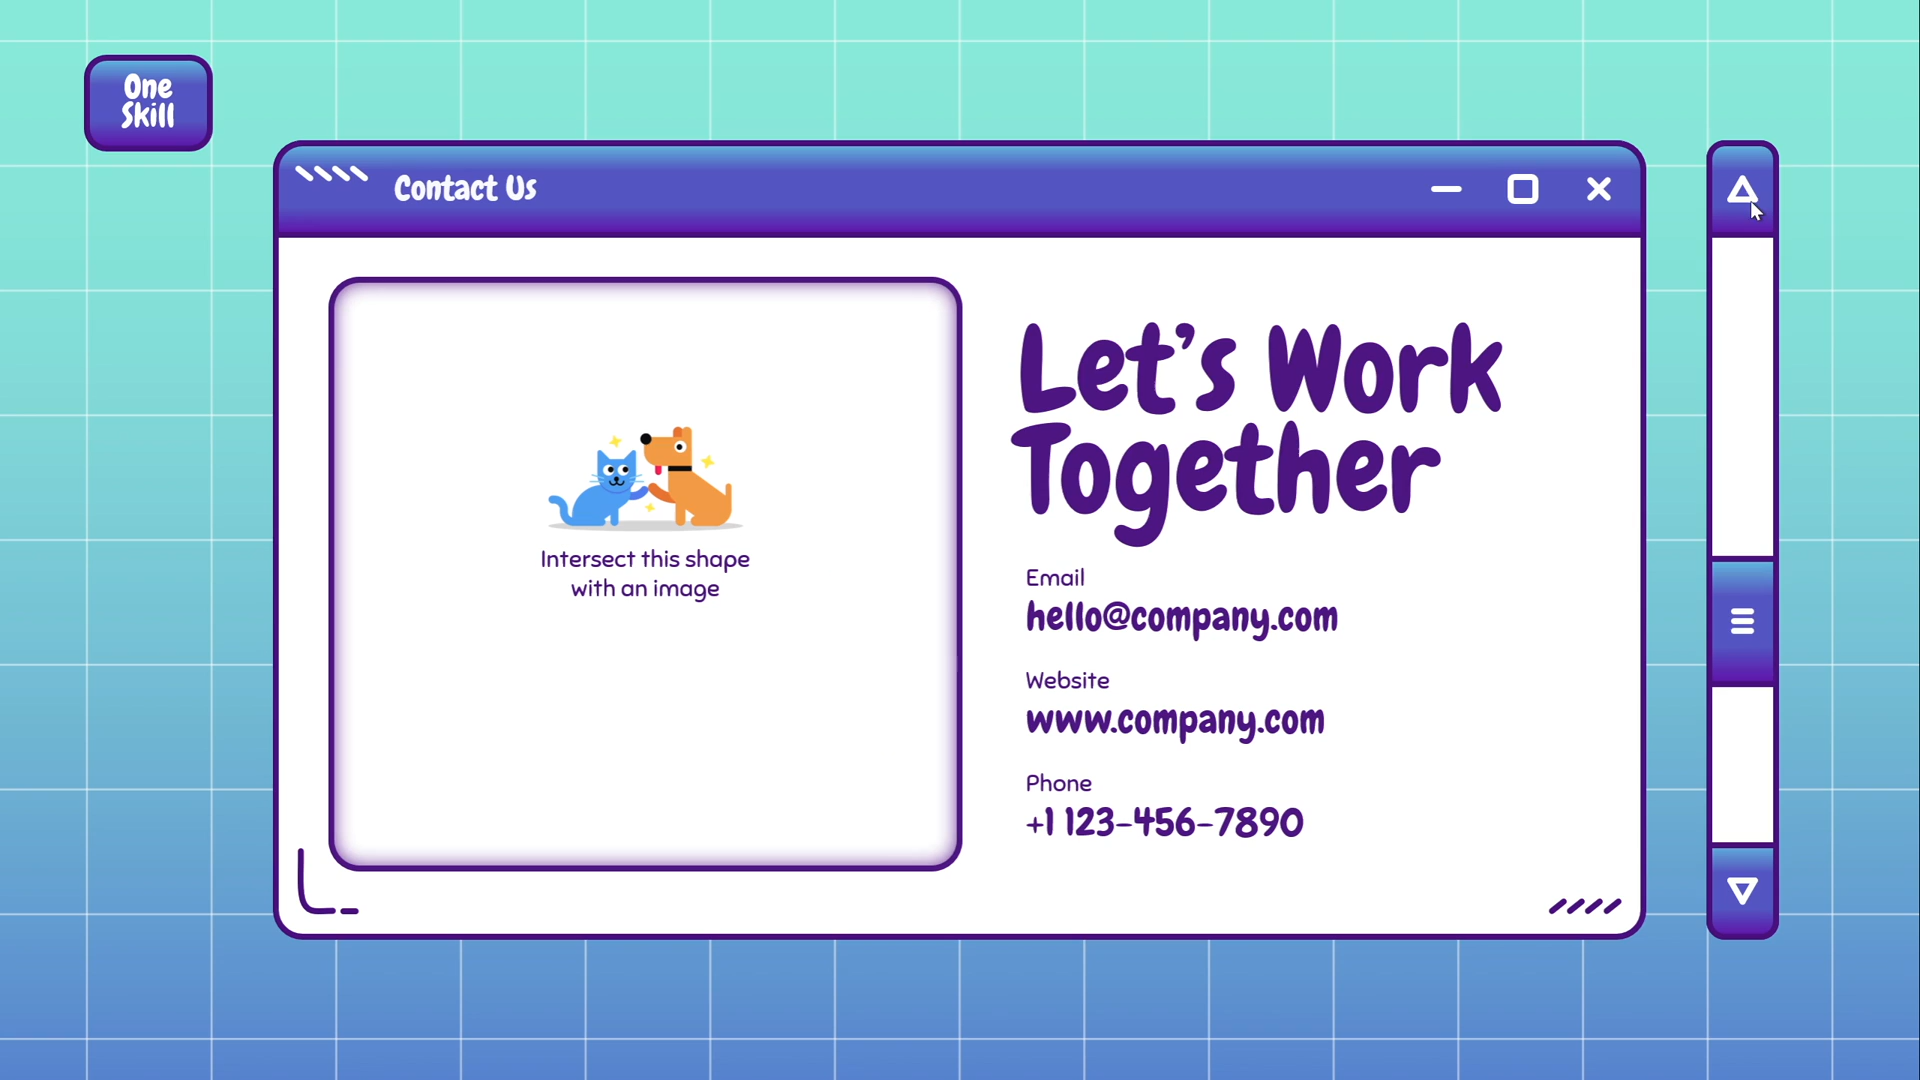 One
Skill
Contact Us
Intersect this shape
with an image
Let's Work
Together
Email
hello@company.com
Website
www.company.com
Phone
+1 123-456-7890